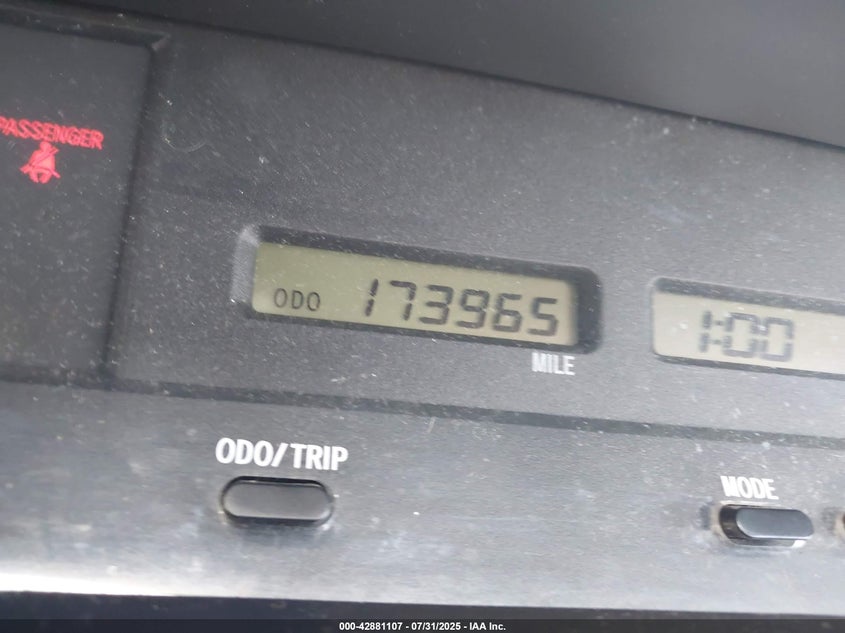 PASSENGER
ODO 173965
MILE
1:00
ODO/TRIP
MODE
000-42881107 - 07/31/2025 - IAA Inc.